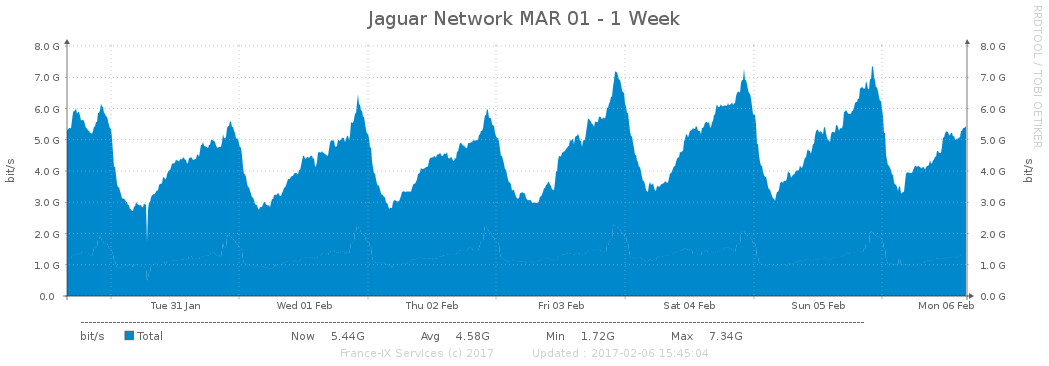 Jaguar Network MAR 01 - 1 Week
RRDTOOL / TOBI OETIKER
bit/s
8.0 G 8.0 G
7.0 G 7.0 G
6.0 G 6.0 G
5.0 G 5.0 G
4.0 G 4.0 G
3.0 G 3.0 G
2.0 G 2.0 G
1.0 G 1.0 G
0.0 0.0 G
bit/s
Tue 31 Jan Wed 01 Feb Thu 02 Feb Fri 03 Feb Sat 04 Feb Sun 05 Feb Mon 06 Feb
bit/s Total Now 5.44G Avg 4.58G Min 1.72G Max 7.34G
France-IX Services (c) 2017 Updated : 2017-02-06 15:45:04